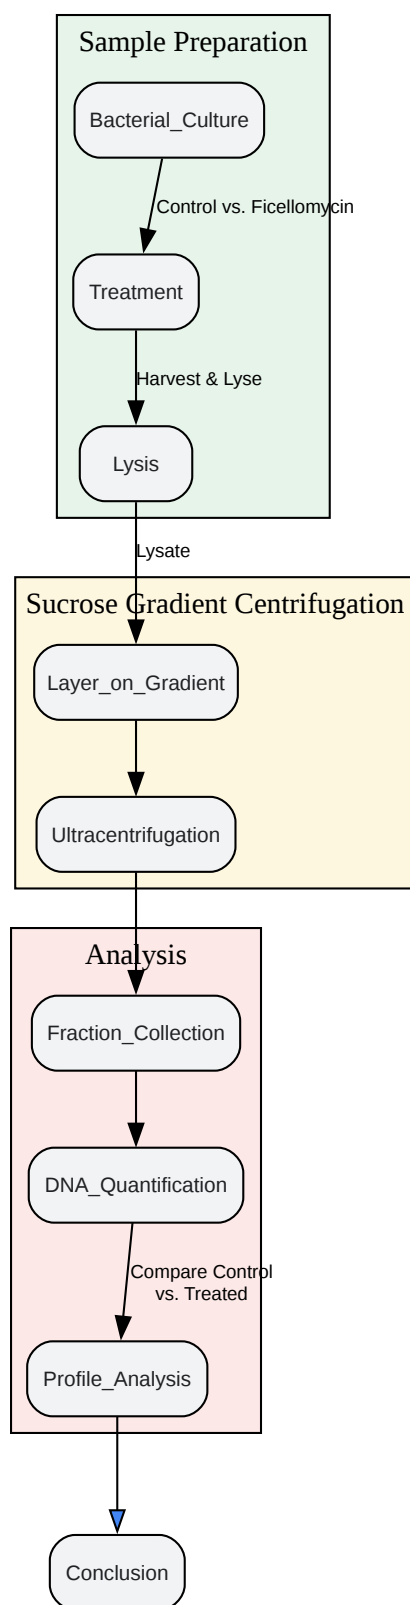 Sample Preparation
Bacterial_Culture
Control vs. Ficellomycin
Treatment
Harvest & Lyse
Lysis
Lysate
Sucrose Gradient Centrifugation
Layer_on_Gradient
Ultracentrifugation
Analysis
Fraction_Collection
DNA_Quantification
Compare Control
vs. Treated
Profile_Analysis
Conclusion